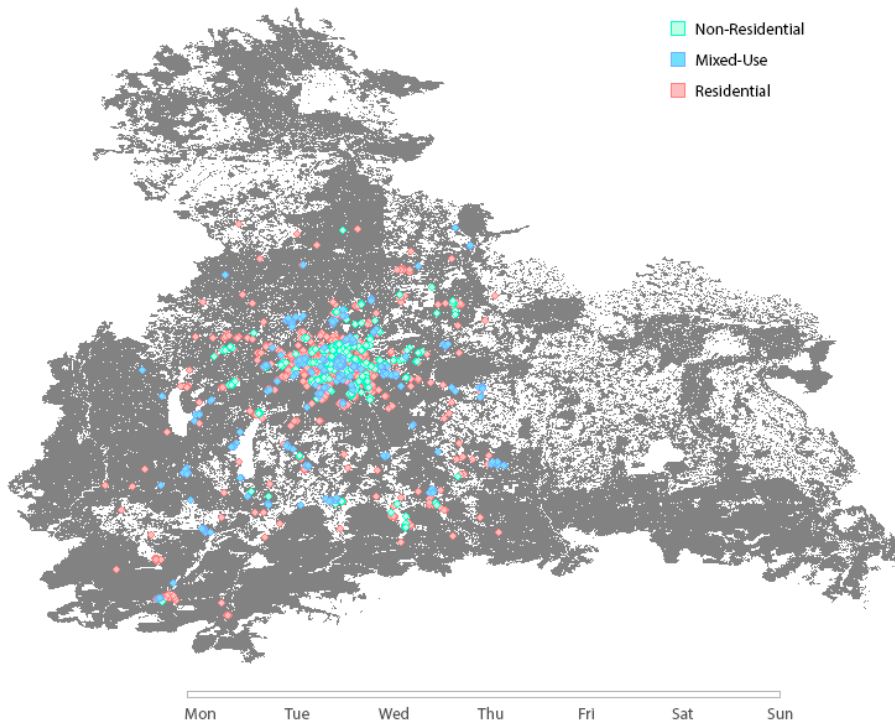 Non-Residential
Mixed-Use
Residential
Mon Tue Wed Thu Fri Sat Sun